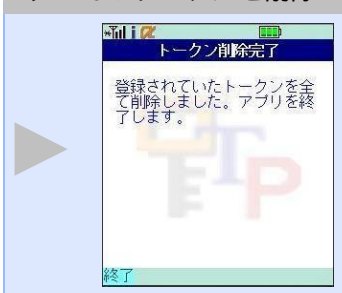 トークン削除完了
登録されていたトークンを全
て削除しました。アプリを終
了します。
TP
終了